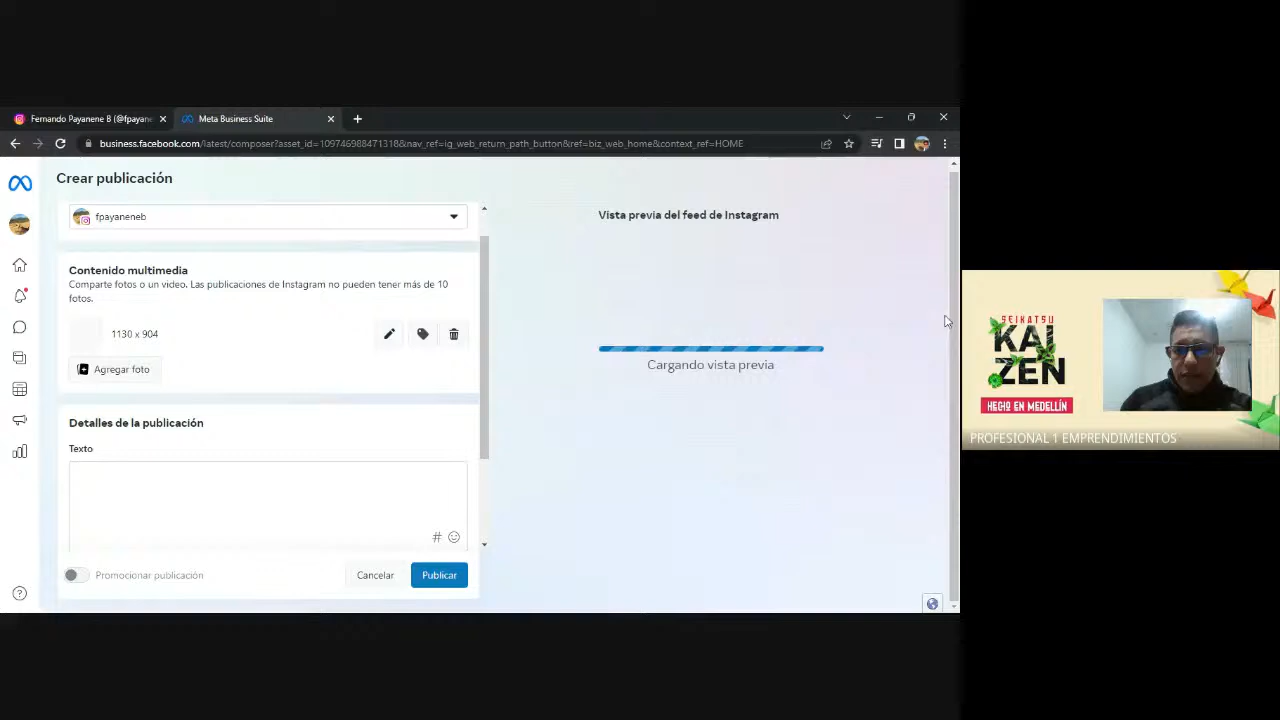 Fernando Payanene B (@fpayane
Meta Business Suite
business.facebook.com/latest/composer?asset_id=109746988471318&nav_ref=ig_web_return_path_button&ref=biz_web_home&context_ref=HOME
Crear publicación
fpayaneneb
Contenido multimedia
Comparte fotos o un video. Las publicaciones de Instagram no pueden tener más de 10
fotos.
1130 x 904
Agregar foto
Detalles de la publicación
Texto
#
Promocionar publicación
Cancelar
Publicar
Vista previa del feed de Instagram
Cargando vista previa
SEIKATSU
KAI
ZEN
HECHO EN MEDELLÍN
PROFESIONAL 1 EMPRENDIMIENTOS